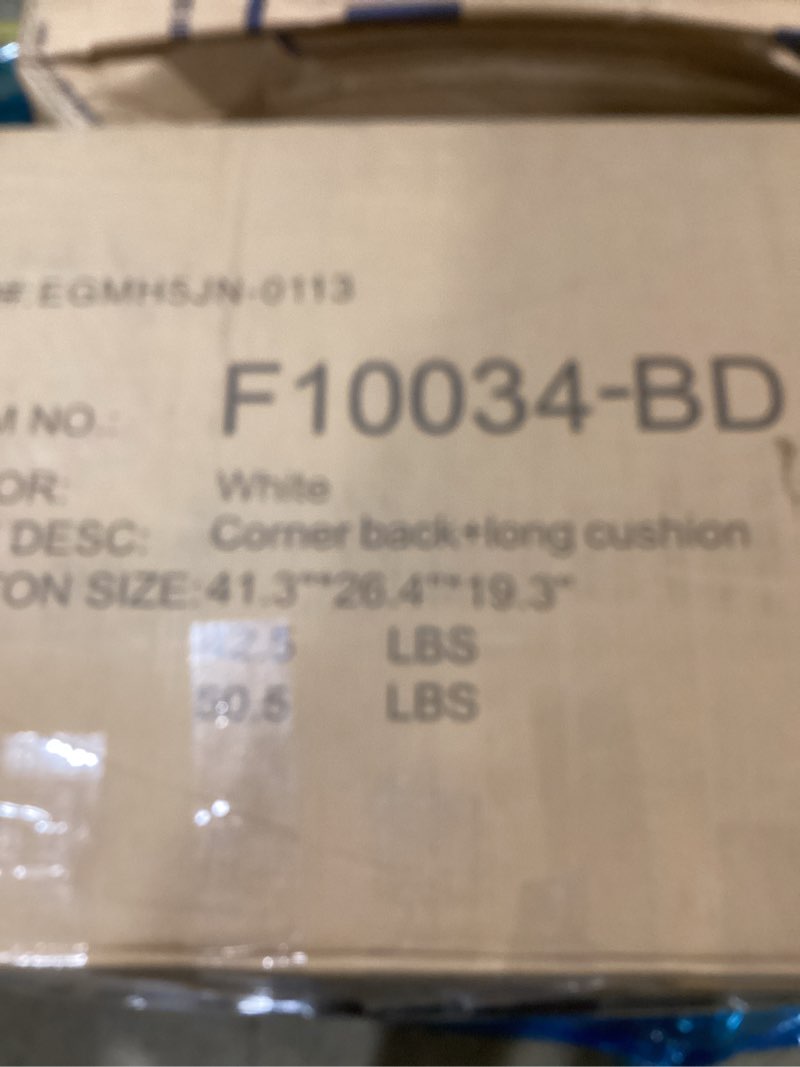 #: EGMH5JN-0113
M NO.: F10034-BD
OR: White
DESC: Corner back+long cushion
TON SIZE: 41.3"*26.4"*19.3"
LBS
LBS